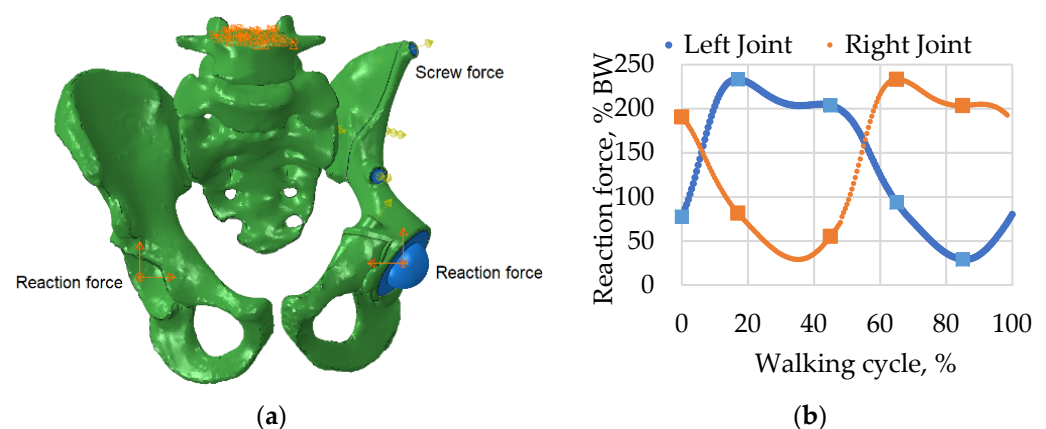 Screw force
Reaction force
Reaction force
(a)
Left Joint
Right Joint
Reaction force, % BW
250
200
150
100
50
0
0 20 40 60 80 100
Walking cycle, %
(b)